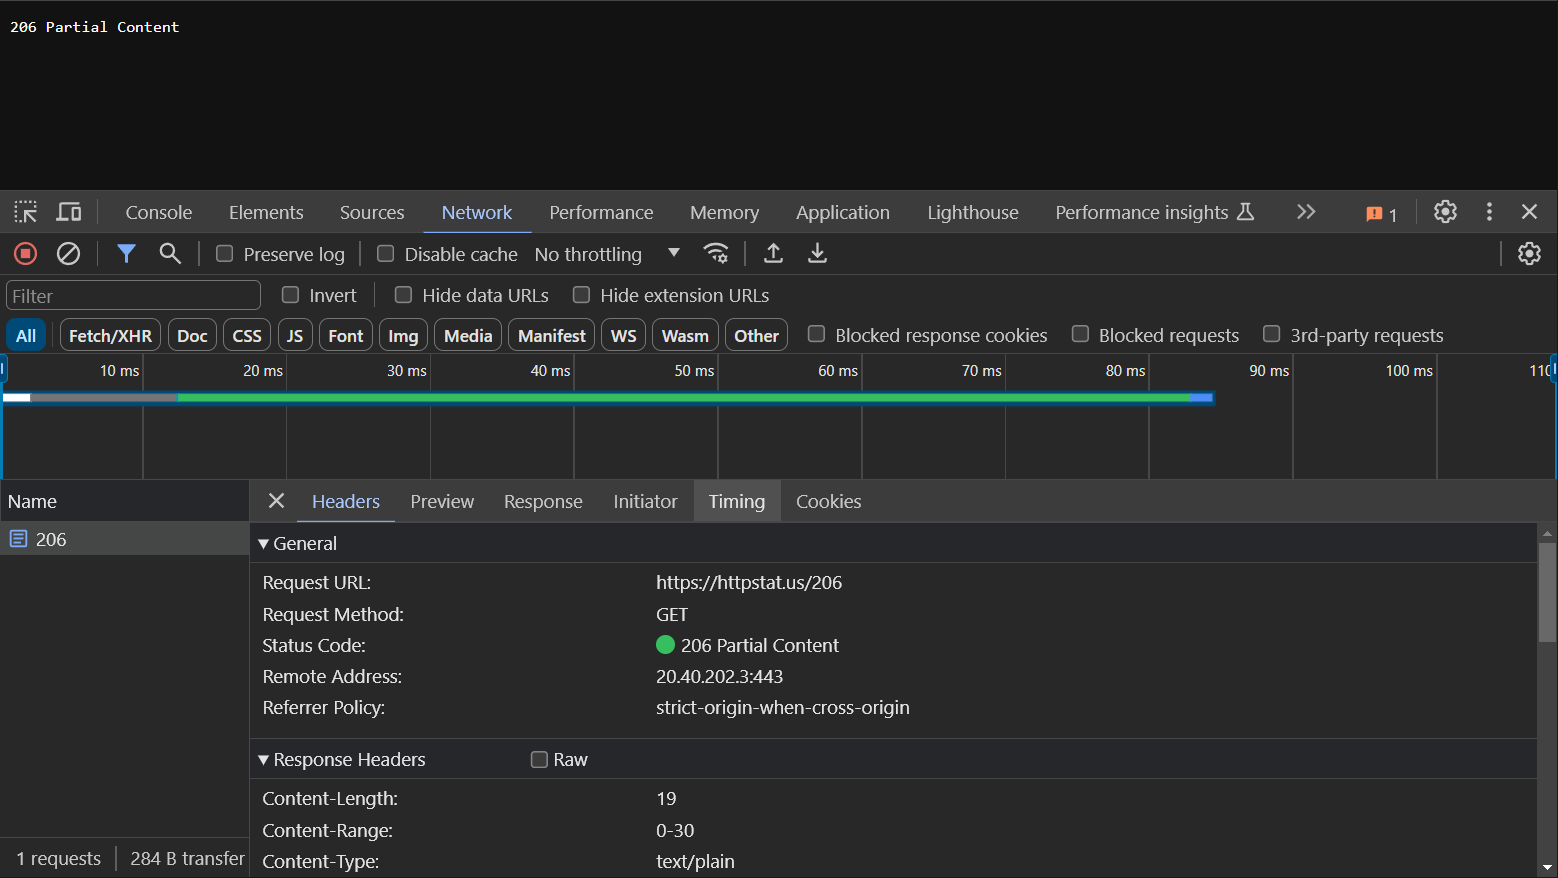 206 Partial Content
Console Elements Sources Network Performance Memory Application Lighthouse Performance insights 1
Preserve log Disable cache No throttling
Filter Invert Hide data URLs Hide extension URLs
All Fetch/XHR Doc CSS JS Font Img Media Manifest WS Wasm Other Blocked response cookies Blocked requests 3rd-party requests
10 ms 20 ms 30 ms 40 ms 50 ms 60 ms 70 ms 80 ms 90 ms 100 ms 110
Name Headers Preview Response Initiator Timing Cookies
206
General
Request URL: https://httpstat.us/206
Request Method: GET
Status Code: 206 Partial Content
Remote Address: 20.40.202.3:443
Referrer Policy: strict-origin-when-cross-origin
Response Headers Raw
Content-Length: 19
Content-Range: 0-30
Content-Type: text/plain
1 requests 284 B transfer